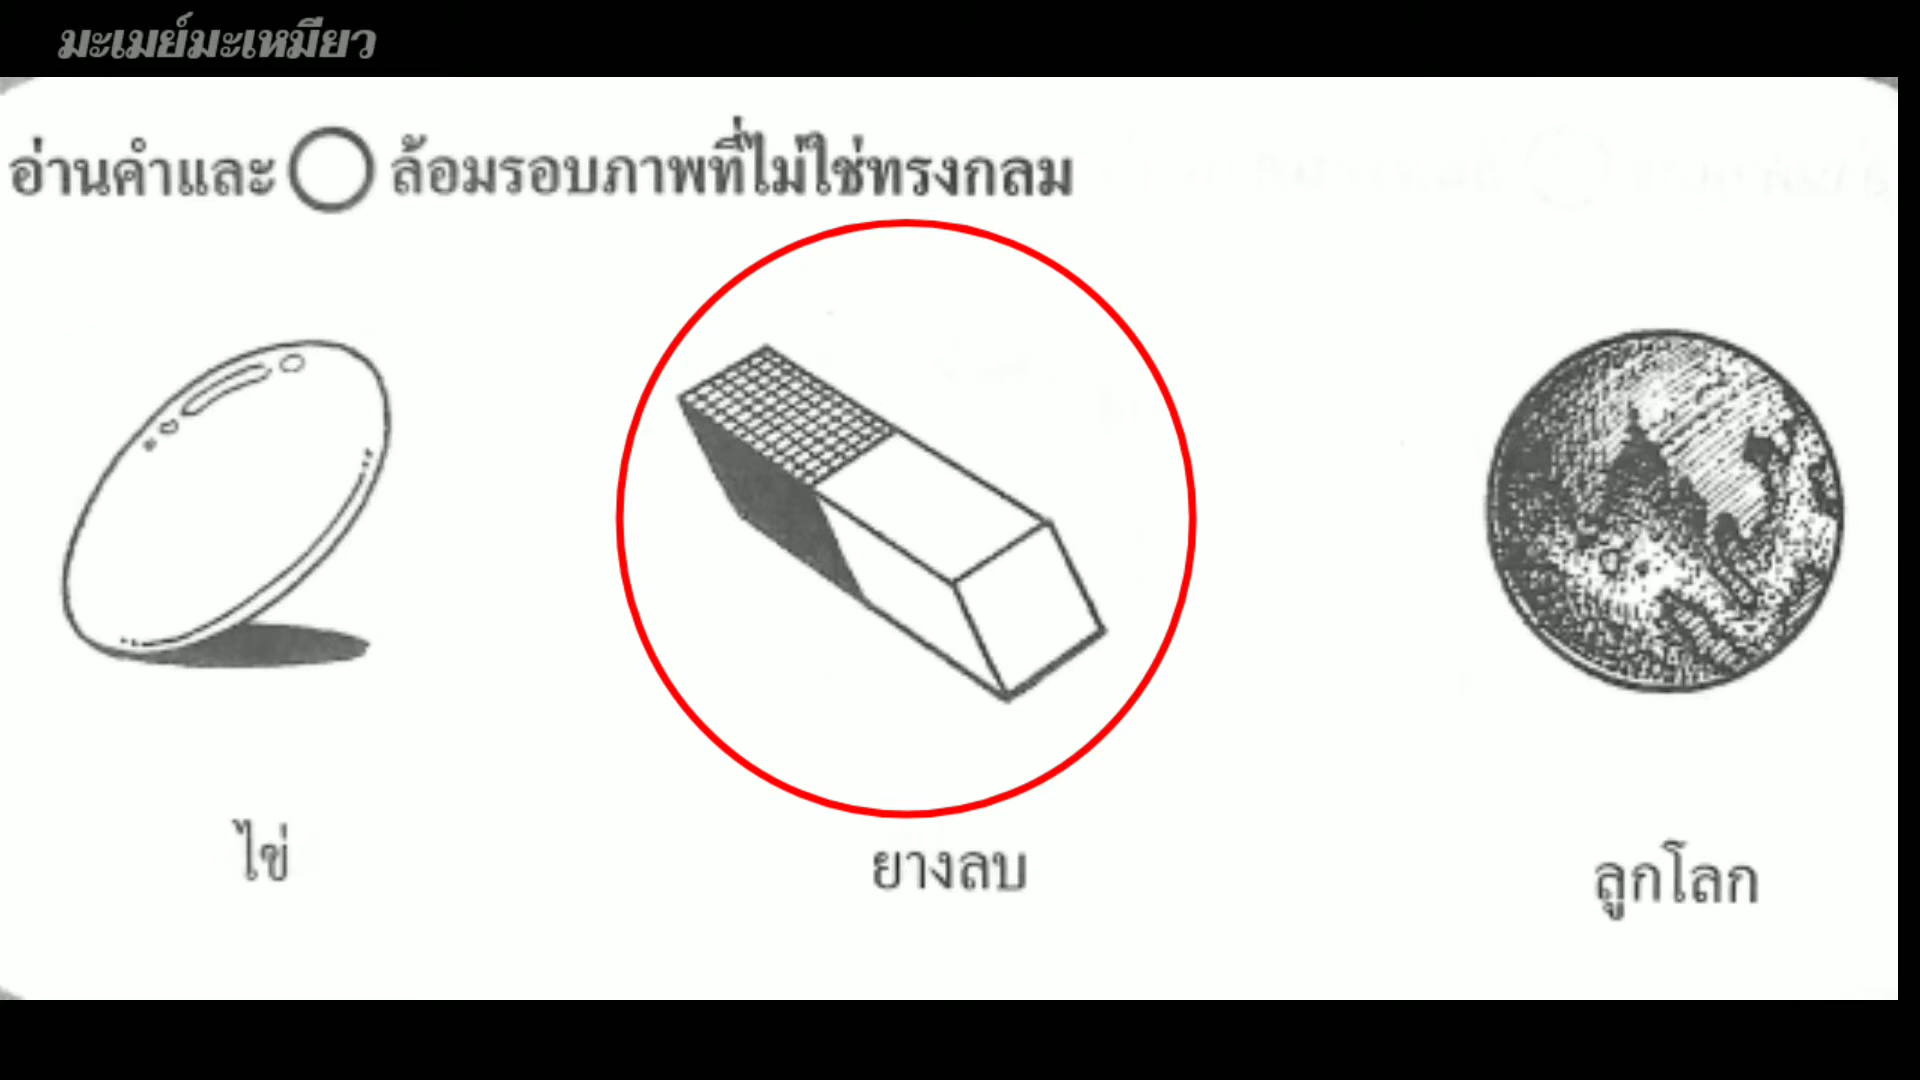 มะเมย์มะเหมียว
อ่านคำและ ล้อมรอบภาพที่ไม่ใช่ทรงกลม
ไข่ ยางลบ ลูกโลก